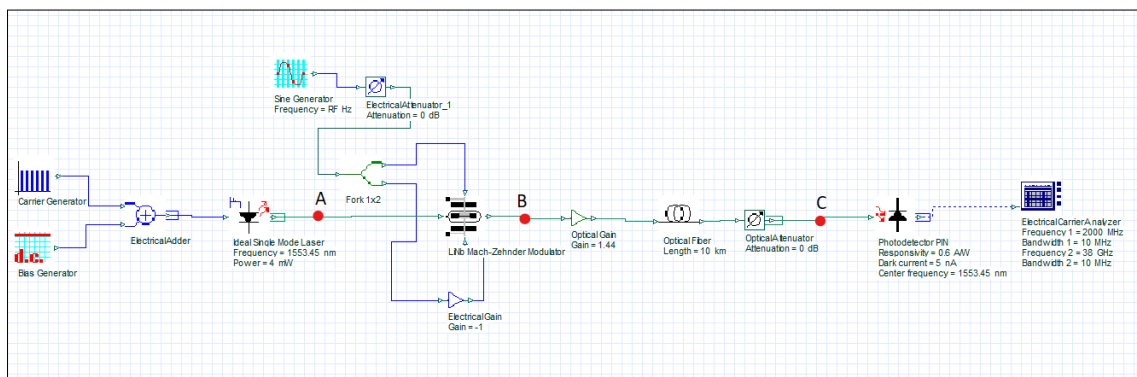 Sine Generator
Frequency = RF Hz
ElectricalAttenuator_1
Attenuation = 0 dB
Carrier Generator
d.c.
Bias Generator
ElectricalAdder
A
Ideal Single Mode Laser
Frequency = 1553.45 nm
Power = 4 mW
Fork 1x2
LiNb Mach-Zehnder Modulator
ElectricalGain
Gain = -1
B
Optical Gain
Gain = 1.44
Optical Fiber
Length = 10 km
OpticalAttenuator
Attenuation = 0 dB
C
Photodetector PIN
Responsivity = 0.6 A/W
Dark current = 5 nA
Center frequency = 1553.45 nm
ElectricalCarrierAnalyzer
Frequency 1 = 2000 MHz
Bandwidth 1 = 10 MHz
Frequency 2 = 38 GHz
Bandwidth 2 = 10 MHz